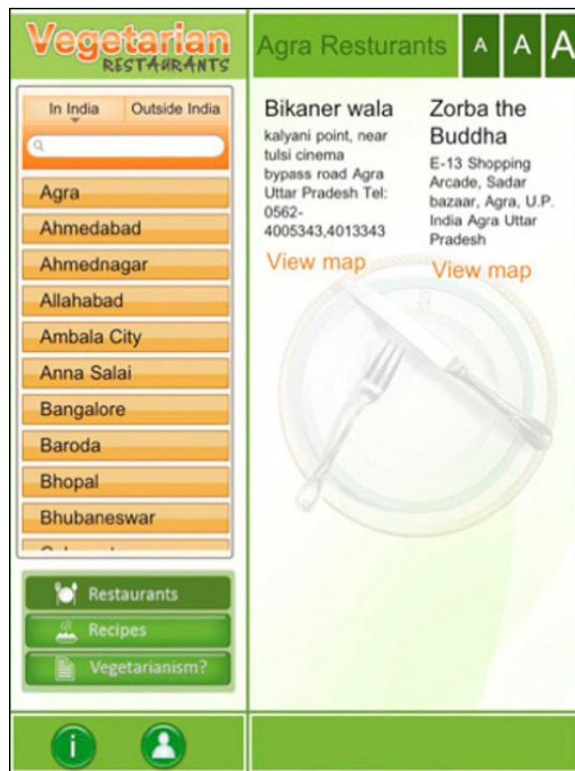 Vegetarian
RESTAURANTS
Agra Resturants
A A A
In India Outside India
Agra
Ahmedabad
Ahmednagar
Allahabad
Ambala City
Anna Salai
Bangalore
Baroda
Bhopal
Bhubaneswar
Bikaner wala
kalyani point, near
tulsi cinema
bypass road Agra
Uttar Pradesh Tel:
0562-
4005343,4013343
View map
Zorba the
Buddha
E-13 Shopping
Arcade, Sadar
bazaar, Agra, U.P.
India Agra Uttar
Pradesh
View map
Restaurants
Recipes
Vegetarianism?
i